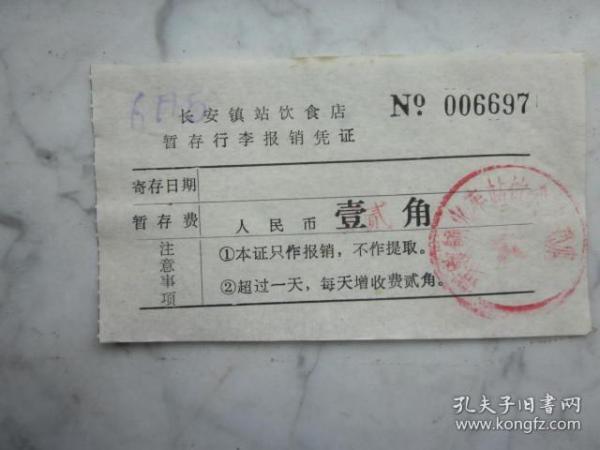 6月5
长安镇站饮食店
№ 006697
暂存行李报销凭证
寄存日期
暂存费 人民币壹贰角
注意事项
①本证只作报销，不作提取。
②超过一天，每天增收费贰角。
孔夫子旧书网
www.kongfz.com